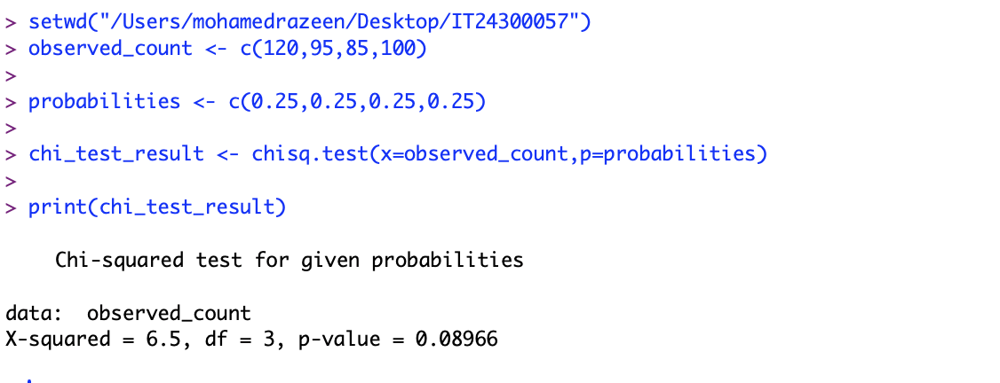 > setwd("/Users/mohamedrazeen/Desktop/IT24300057")
> observed_count <- c(120,95,85,100)
>
> probabilities <- c(0.25,0.25,0.25,0.25)
>
> chi_test_result <- chisq.test(x=observed_count,p=probabilities)
>
> print(chi_test_result)
Chi-squared test for given probabilities
data:  observed_count
X-squared = 6.5, df = 3, p-value = 0.08966